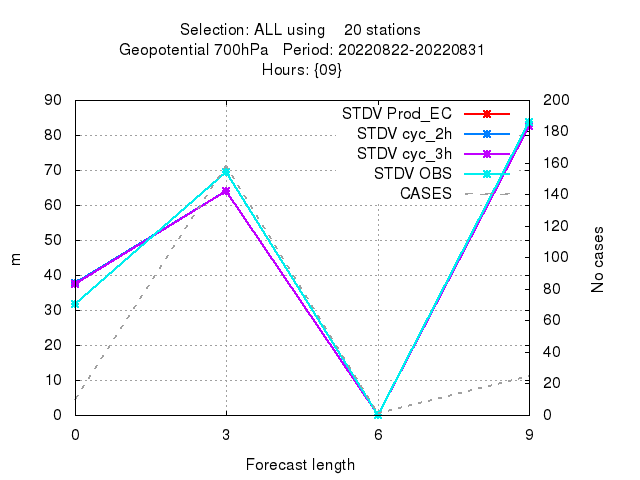 Selection: ALL using 20 stations
Geopotential 700hPa Period: 20220822-20220831
Hours: {09}
90
80
70
60
50
40
30
20
10
0
m
200
180
160
140
120
100
80
60
40
20
0
No cases
STDV Prod_EC
STDV cyc_2h
STDV cyc_3h
STDV OBS
CASES
0 3 6 9
Forecast length